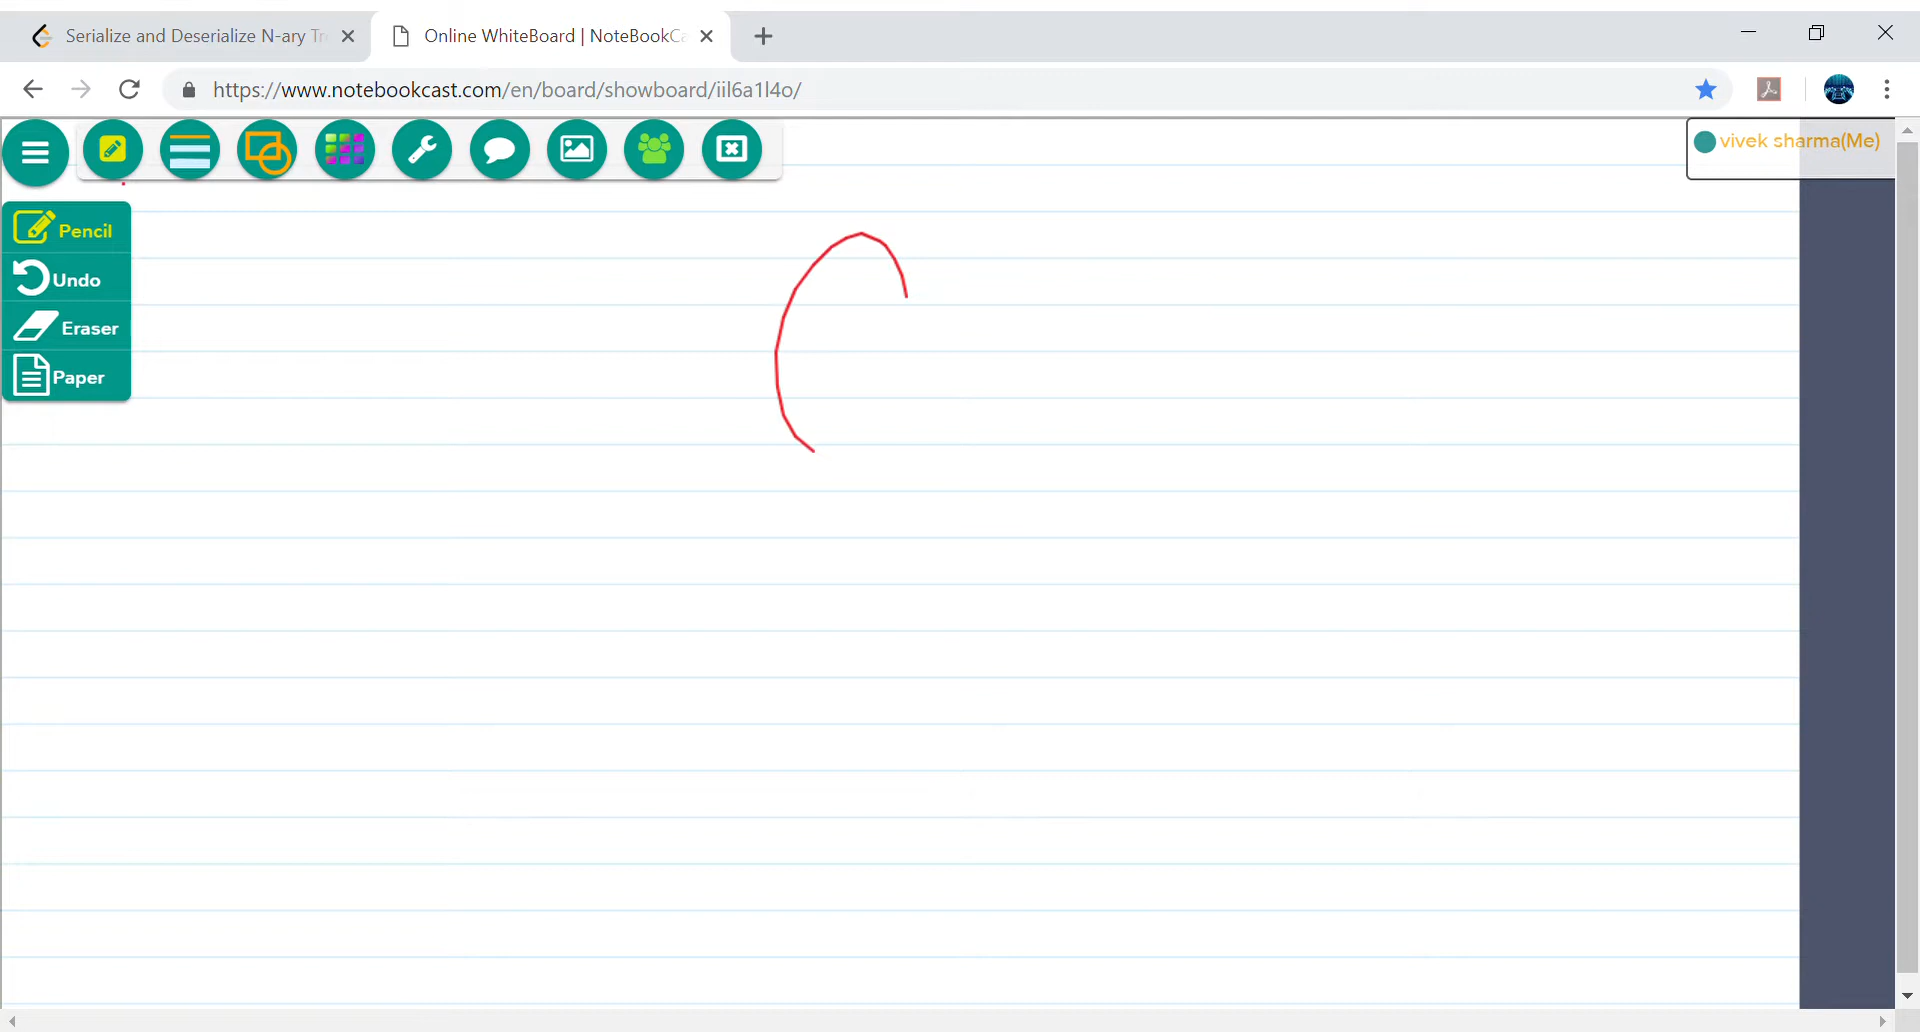 Serialize and Deserialize N-ary Tr
Online WhiteBoard | NoteBookCa
https://www.notebookcast.com/en/board/showboard/iil6a1l4o/
vivek sharma(Me)
Pencil
Undo
Eraser
Paper